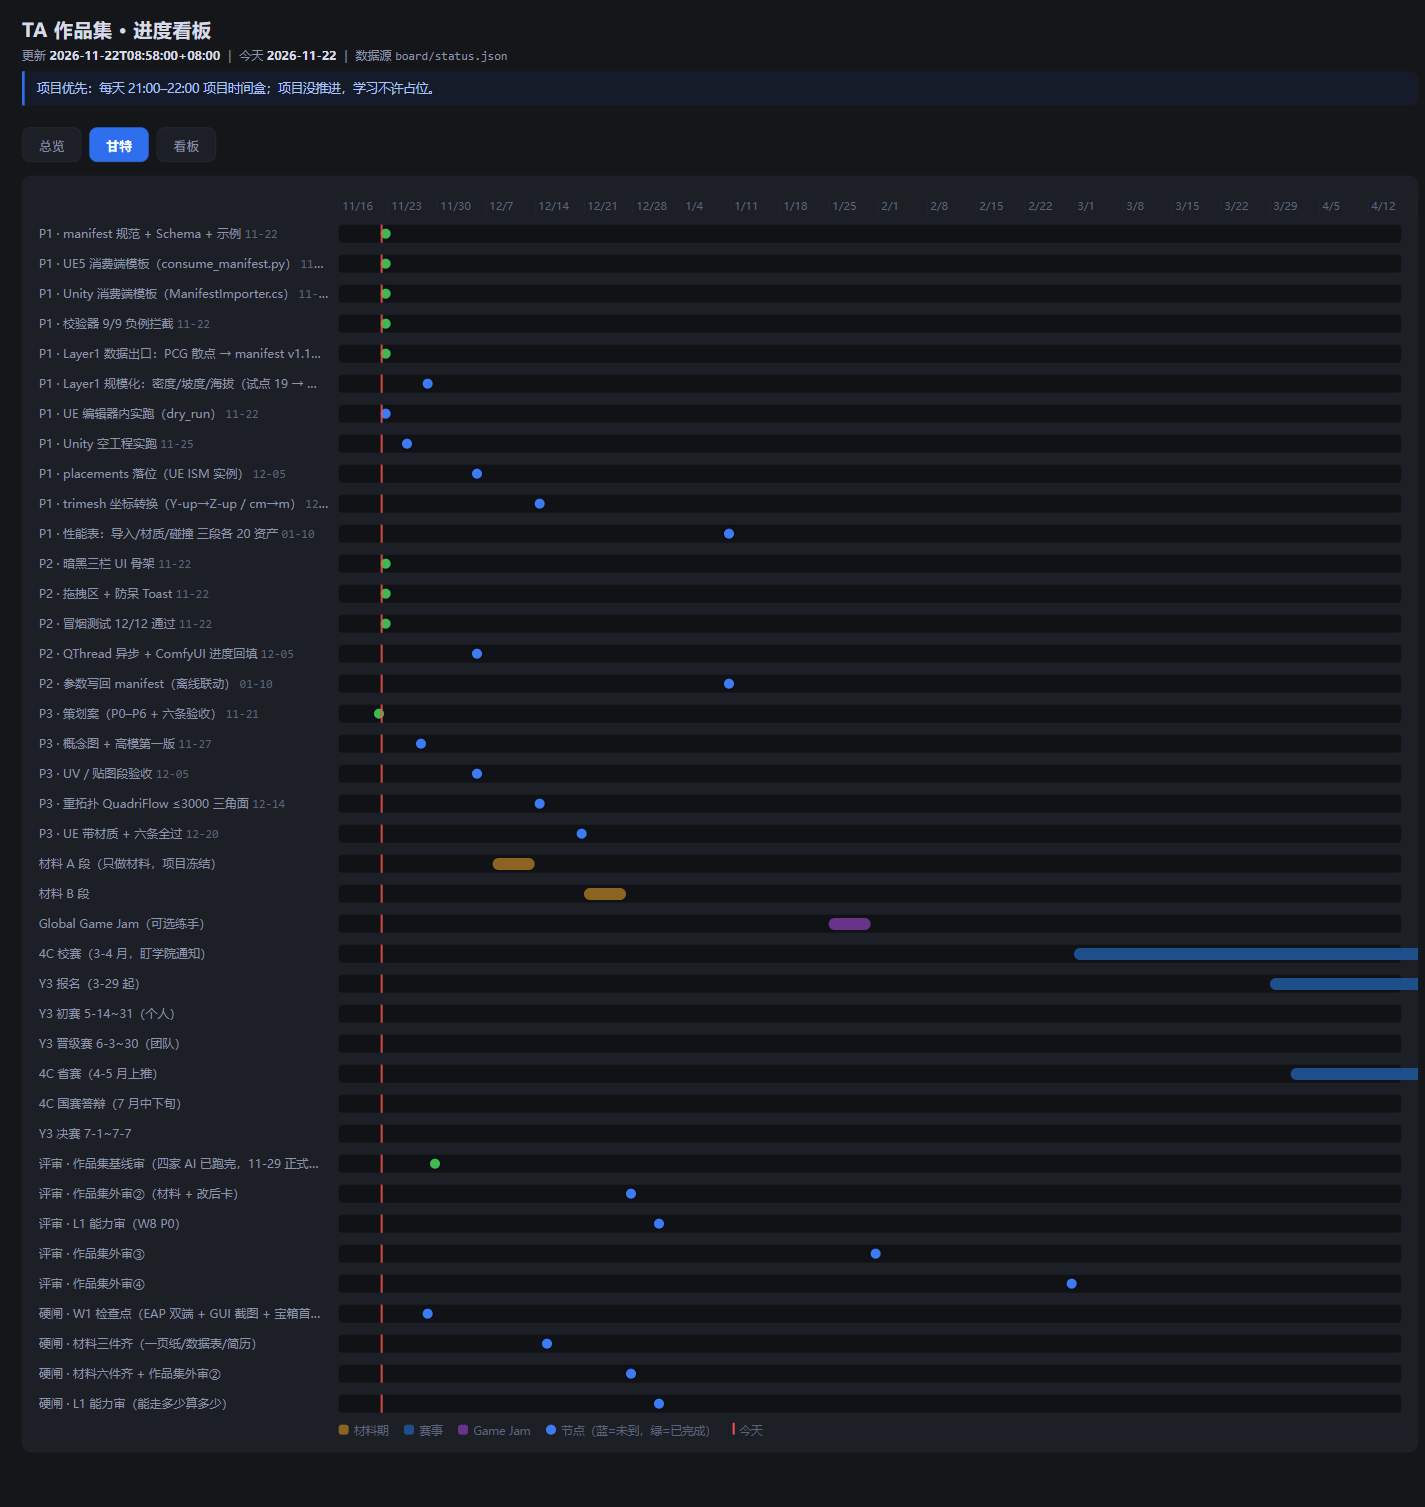 TA 作品集 • 进度看板
更新 2026-11-22T08:58:00+08:00 | 今天 2026-11-22 | 数据源 board/status.json
项目优先：每天 21:00–22:00 项目时间盒；项目没推进，学习不许占位。
总览 甘特 看板
11/16 11/23 11/30 12/7 12/14 12/21 12/28 1/4 1/11 1/18 1/25 2/1 2/8 2/15 2/22 3/1 3/8 3/15 3/22 3/29 4/5 4/12
P1 · manifest 规范 + Schema + 示例 11-22
P1 · UE5 消费端模板（consume_manifest.py） 11...
P1 · Unity 消费端模板（ManifestImporter.cs） 11-...
P1 · 校验器 9/9 负例拦截 11-22
P1 · Layer1 数据出口：PCG 散点 → manifest v1.1...
P1 · Layer1 规模化：密度/坡度/海拔（试点 19 → ...
P1 · UE 编辑器内实跑（dry_run） 11-22
P1 · Unity 空工程实跑 11-25
P1 · placements 落位（UE ISM 实例） 12-05
P1 · trimesh 坐标转换（Y-up→Z-up / cm→m） 12...
P1 · 性能表：导入/材质/碰撞 三段各 20 资产 01-10
P2 · 暗黑三栏 UI 骨架 11-22
P2 · 拖拽区 + 防呆 Toast 11-22
P2 · 冒烟测试 12/12 通过 11-22
P2 · QThread 异步 + ComfyUI 进度回填 12-05
P2 · 参数写回 manifest（离线联动） 01-10
P3 · 策划案（P0–P6 + 六条验收） 11-21
P3 · 概念图 + 高模第一版 11-27
P3 · UV / 贴图段验收 12-05
P3 · 重拓扑 QuadriFlow ≤3000 三角面 12-14
P3 · UE 带材质 + 六条全过 12-20
材料 A 段（只做材料，项目冻结）
材料 B 段
Global Game Jam（可选练手）
4C 校赛（3-4 月，盯学院通知）
Y3 报名（3-29 起）
Y3 初赛 5-14~31（个人）
Y3 晋级赛 6-3~30（团队）
4C 省赛（4-5 月上推）
4C 国赛答辩（7 月中下旬）
Y3 决赛 7-1~7-7
评审 · 作品集基线审（四家 AI 已跑完，11-29 正式...
评审 · 作品集外审②（材料 + 改后卡）
评审 · L1 能力审（W8 P0）
评审 · 作品集外审③
评审 · 作品集外审④
硬闸 · W1 检查点（EAP 双端 + GUI 截图 + 宝箱首...
硬闸 · 材料三件齐（一页纸/数据表/简历）
硬闸 · 材料六件齐 + 作品集外审②
硬闸 · L1 能力审（能走多少算多少）
材料期 赛事 Game Jam 节点（蓝=未到，绿=已完成） 今天